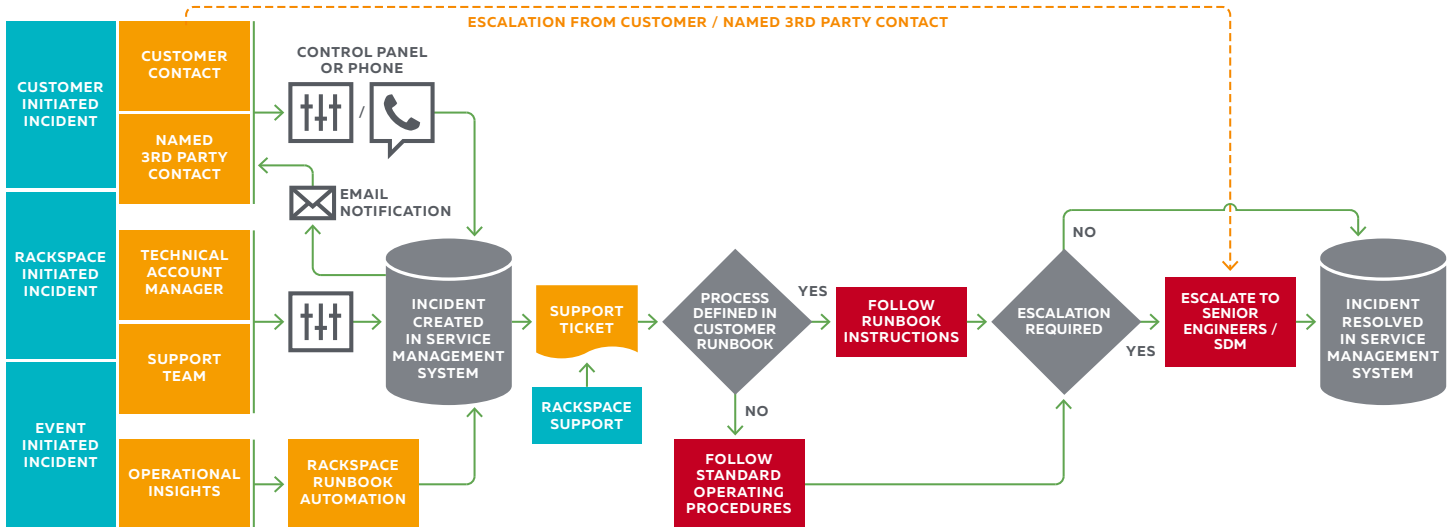 ESCALATION FROM CUSTOMER / NAMED 3RD PARTY CONTACT
CUSTOMER
INITIATED
INCIDENT
CUSTOMER
CONTACT
NAMED
3RD PARTY
CONTACT
CONTROL PANEL
OR PHONE
/
EMAIL
NOTIFICATION
RACKSPACE
INITIATED
INCIDENT
TECHNICAL
ACCOUNT
MANAGER
SUPPORT
TEAM
EVENT
INITIATED
INCIDENT
OPERATIONAL
INSIGHTS
RACKSPACE
RUNBOOK
AUTOMATION
INCIDENT
CREATED
IN SERVICE
MANAGEMENT
SYSTEM
SUPPORT
TICKET
RACKSPACE
SUPPORT
PROCESS
DEFINED IN
CUSTOMER
RUNBOOK
YES
NO
FOLLOW
RUNBOOK
INSTRUCTIONS
FOLLOW
STANDARD
OPERATING
PROCEDURES
ESCALATION
REQUIRED
NO
YES
ESCALATE TO
SENIOR
ENGINEERS /
SDM
INCIDENT
RESOLVED
IN SERVICE
MANAGEMENT
SYSTEM